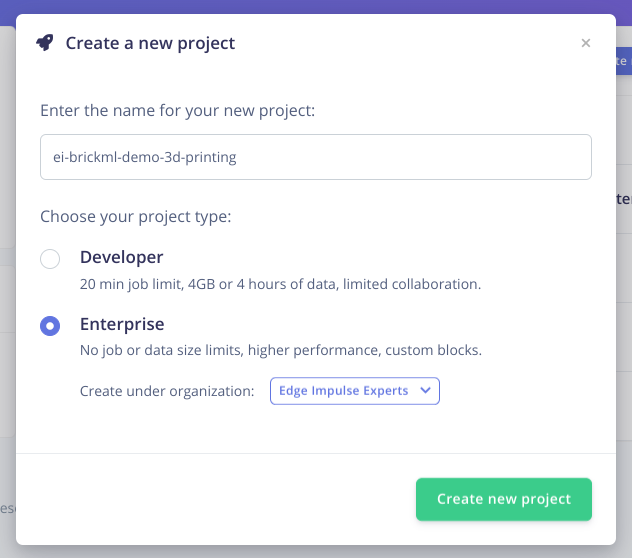 Create a new project
×
Enter the name for your new project:
ei-brickml-demo-3d-printing
Choose your project type:
Developer
20 min job limit, 4GB or 4 hours of data, limited collaboration.
Enterprise
No job or data size limits, higher performance, custom blocks.
Create under organization: Edge Impulse Experts
Create new project